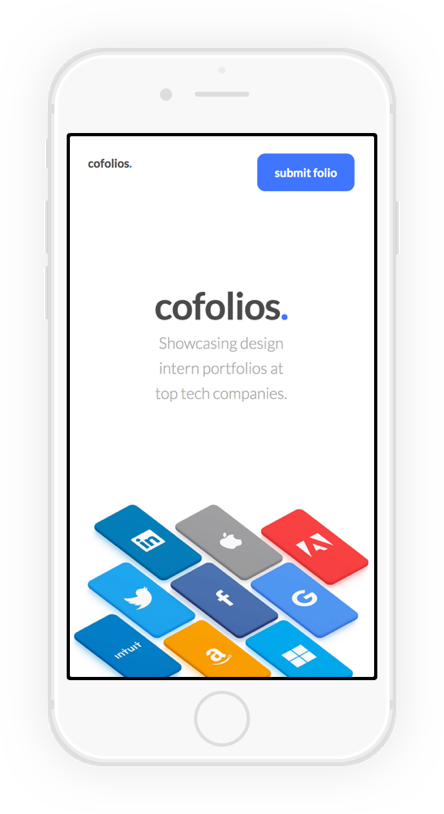 cofolios.
submit folio
cofolios.
Showcasing design
intern portfolios at
top tech companies.
in
f
G
intuit
a